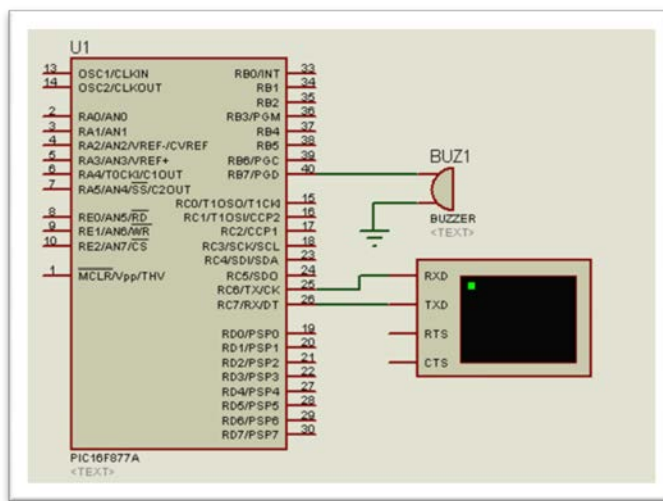 U1
13 OSC1/CLKIN RB0/INT 33
14 OSC2/CLKOUT RB1 34
RB2 35
2 RA0/AN0 RB3/PGM 36
3 RA1/AN1 RB4 37
4 RA2/AN2/VREF-/CVREF RB5 38
5 RA3/AN3/VREF+ RB6/PGC 39
6 RA4/T0CKI/C1OUT RB7/PGD 40
7 RA5/AN4/SS/C2OUT
RC0/T1OSO/T1CKI 15
8 RE0/AN5/RD RC1/T1OSI/CCP2 16
9 RE1/AN6/WR RC2/CCP1 17
10 RE2/AN7/CS RC3/SCK/SCL 18
RC4/SDI/SDA 23
1 MCLR/Vpp/THV RC5/SDO 24
RC6/TX/CK 25
RC7/RX/DT 26
RD0/PSP0 19
RD1/PSP1 20
RD2/PSP2 21
RD3/PSP3 22
RD4/PSP4 27
RD5/PSP5 28
RD6/PSP6 29
RD7/PSP7 30
PIC16F877A
<TEXT>
BUZ1
BUZZER
<TEXT>
RXD
TXD
RTS
CTS